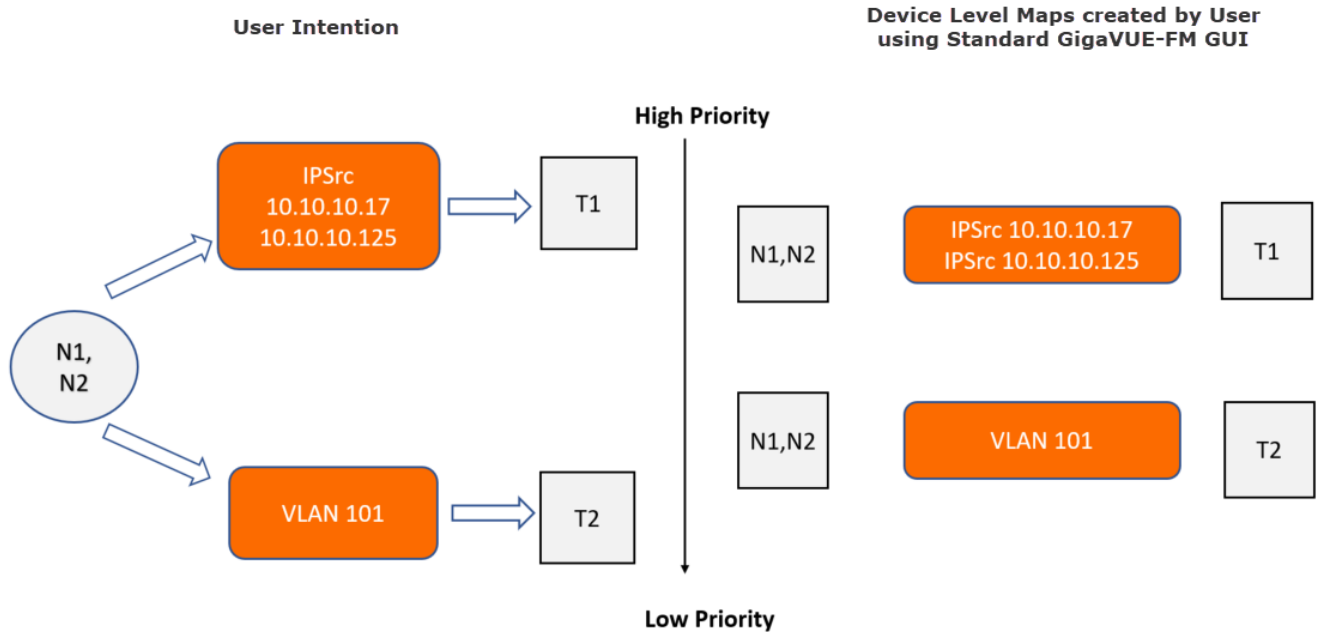 User Intention
Device Level Maps created by User
using Standard GigaVUE-FM GUI
High Priority
IPSrc
10.10.10.17
10.10.10.125
T1
N1,
N2
VLAN 101
T2
N1,N2
IPSrc 10.10.10.17
IPSrc 10.10.10.125
T1
N1,N2
VLAN 101
T2
Low Priority